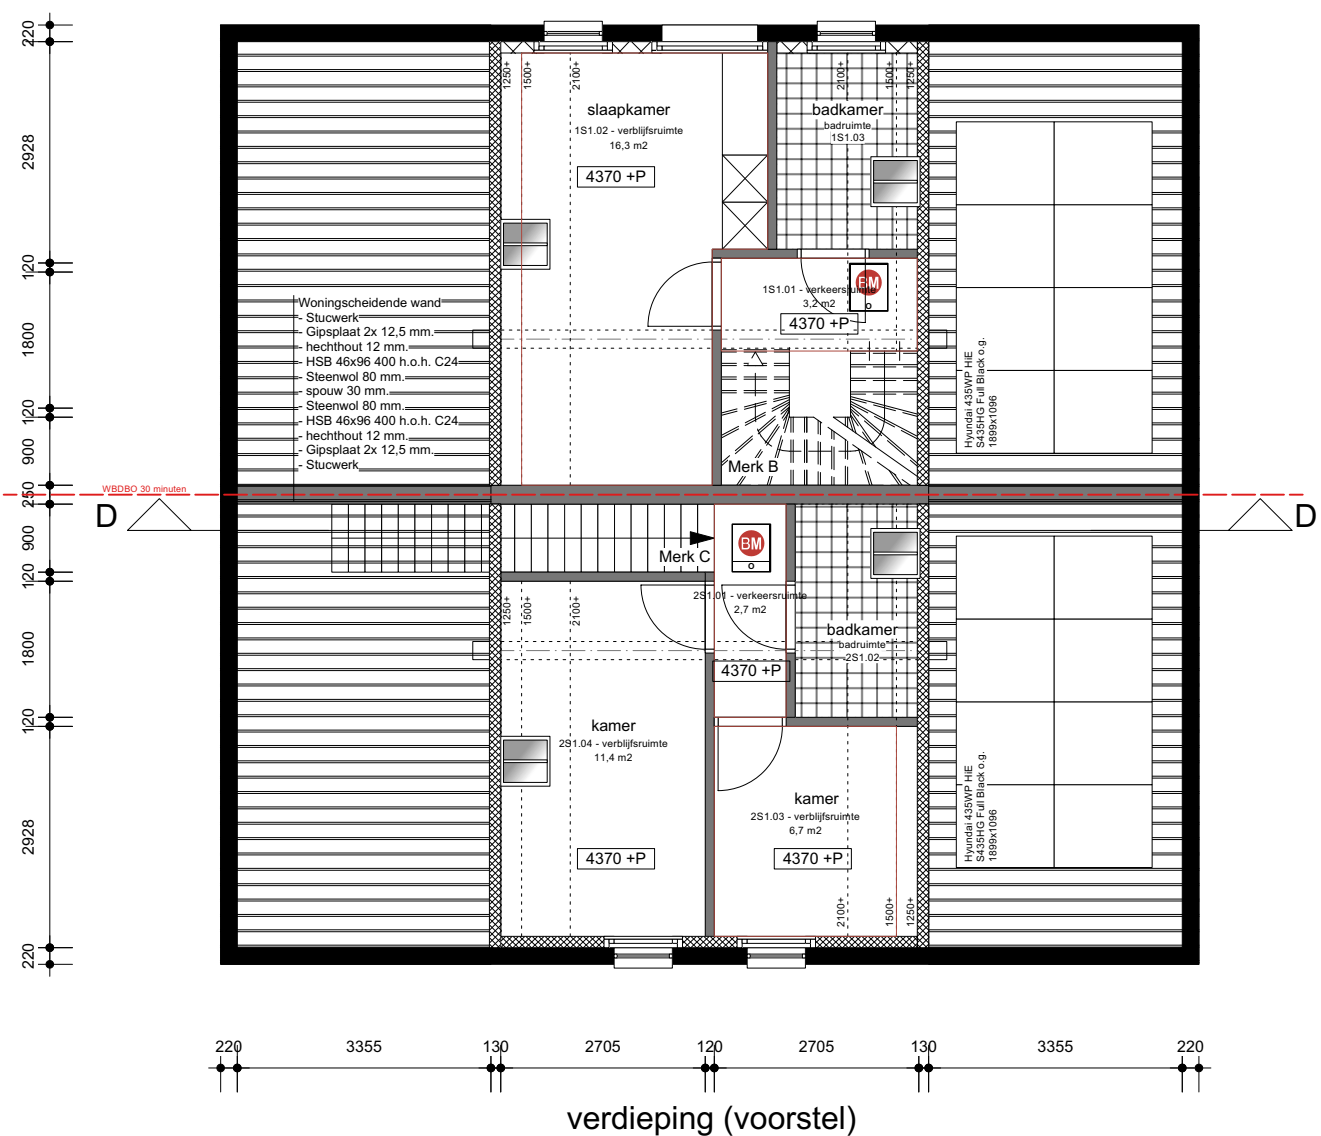 220
2928
120
1800
120
900
250
900
120
1800
120
2928
220
1250+
1500+
2100+
2100+
1500+
1250+
slaapkamer
1S1.02 - verblijfsruimte
16,3 m2
4370 +P
badkamer
badruimte
1S1.03
BM
1S1.01 - verkeersruimte
3,2 m2
4370 +P
Woningscheidende wand
- Stucwerk
- Gipsplaat 2x 12,5 mm.
- hechthout 12 mm.
- HSB 46x96 400 h.o.h. C24
- Steenwol 80 mm.
- spouw 30 mm.
- Steenwol 80 mm.
- HSB 46x96 400 h.o.h. C24
- hechthout 12 mm.
- Gipsplaat 2x 12,5 mm.
- Stucwerk
Hyundai 435WP HiE
S435HG Full Black o.g.
1899x1096
Merk B
WBDBO 30 minuten
D
D
Merk C
BM
2S1.01 - verkeersruimte
2,7 m2
4370 +P
1250+
1500+
2100+
badkamer
badruimte
2S1.02
kamer
2S1.04 - verblijfsruimte
11,4 m2
4370 +P
kamer
2S1.03 - verblijfsruimte
6,7 m2
4370 +P
Hyundai 435WP HiE
S435HG Full Black o.g.
1899x1096
2100+
1500+
1250+
220
3355
130
2705
120
2705
130
3355
220
verdieping (voorstel)